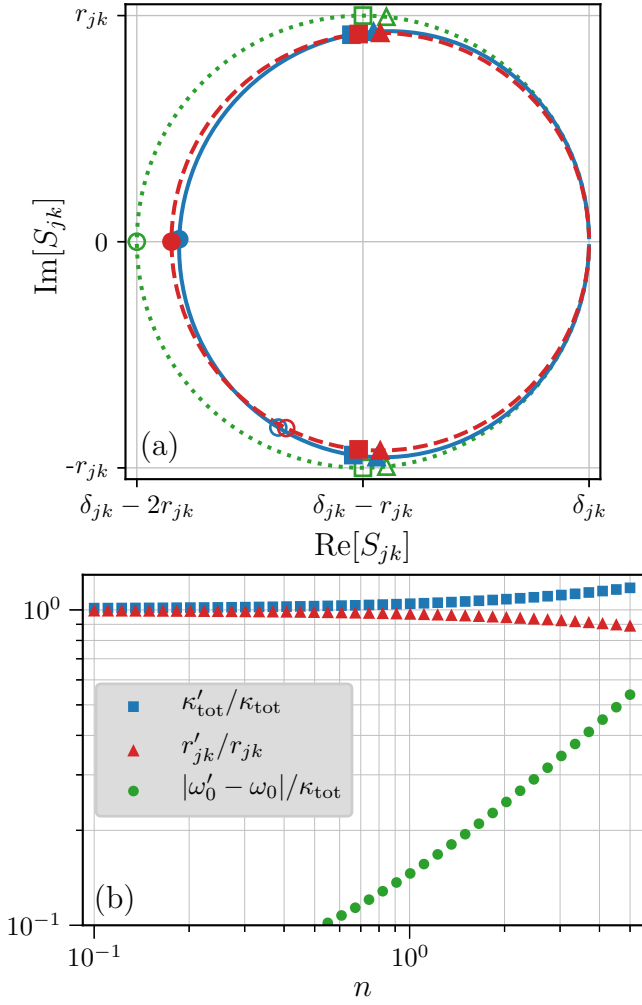 r_{jk}
Im[S_{jk}]
0
(a)
-r_{jk}
δ_{jk} − 2r_{jk}
δ_{jk} − r_{jk}
δ_{jk}
Re[S_{jk}]
10^0
κ′_{tot}/κ_{tot}
r′_{jk}/r_{jk}
|ω′_0 − ω_0|/κ_{tot}
(b)
10^{−1}
10^{−1}
10^0
n